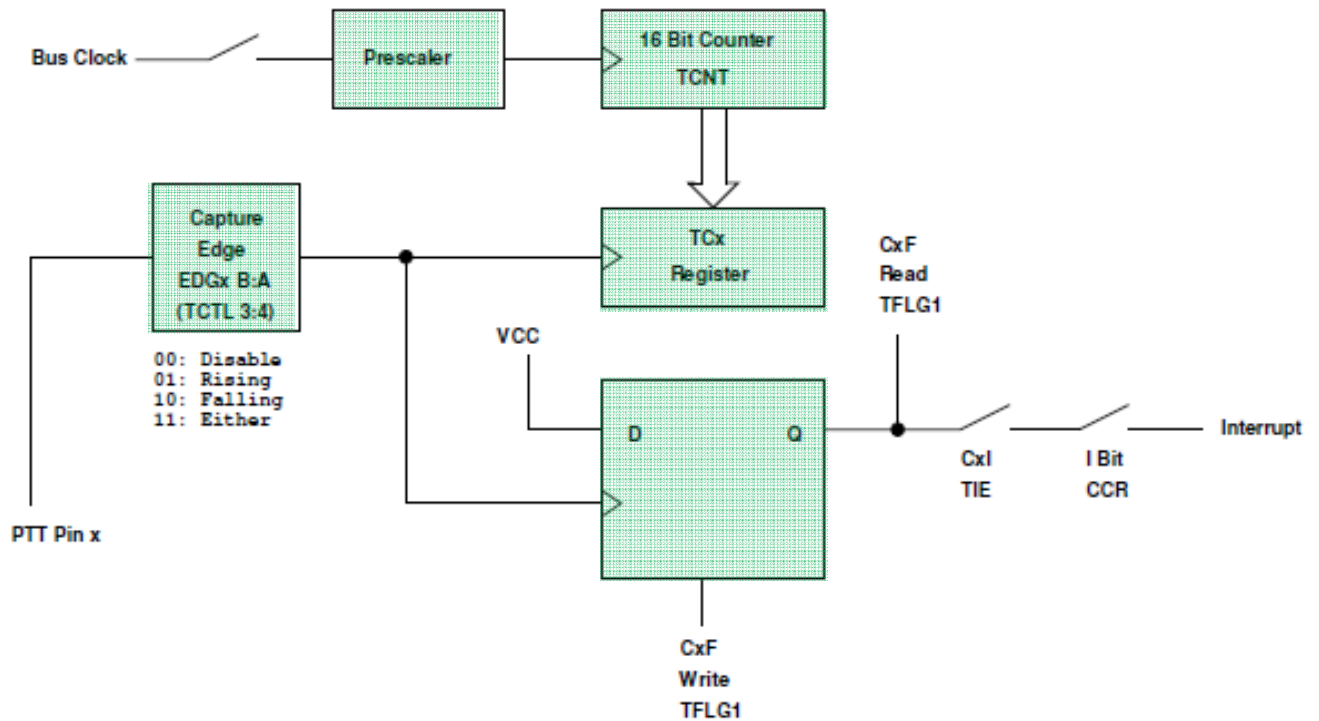 Bus Clock
Prescaler
16 Bit Counter
TCNT
Capture
Edge
EDGx B:A
(TCTL 3:4)
00: Disable
01: Rising
10: Falling
11: Either
PTT Pin x
TCx
Register
VCC
D
Q
CxF
Read
TFLG1
CxI
TIE
I Bit
CCR
Interrupt
CxF
Write
TFLG1